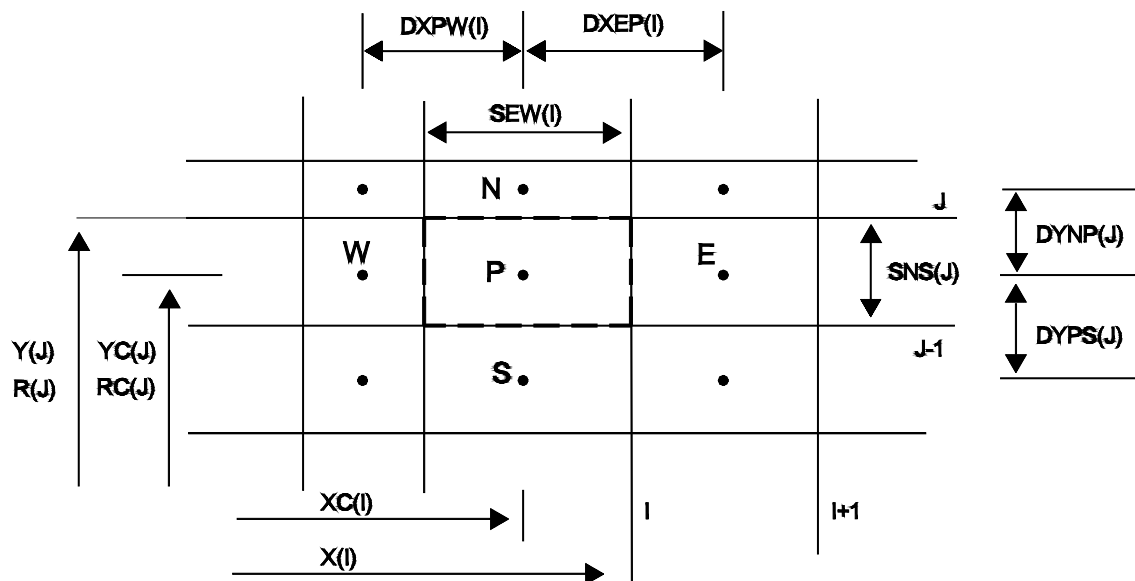 DXPW(I)
DXEP(I)
SEW(I)
N
J
DYNP(J)
W
P
E
SNS(J)
Y(J)
R(J)
YC(J)
RC(J)
S
J-1
DYPS(J)
XC(I)
I
I+1
X(I)